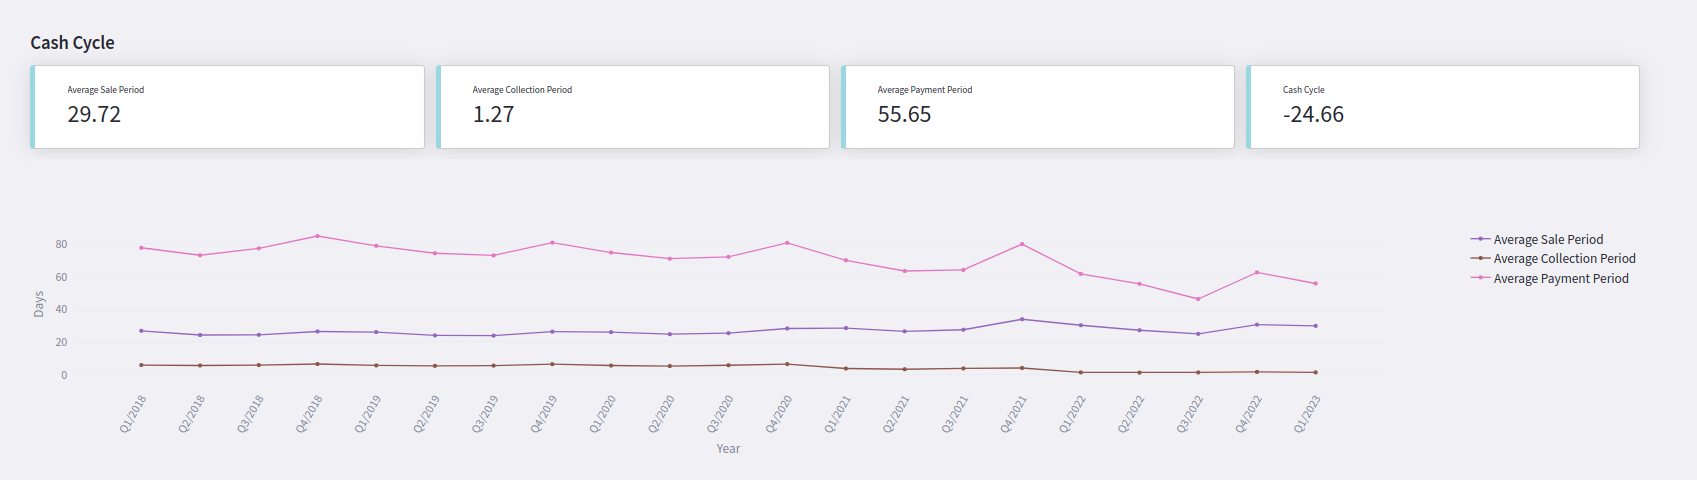 Cash Cycle
Average Sale Period
29.72
Average Collection Period
1.27
Average Payment Period
55.65
Cash Cycle
-24.66
80
60
40
20
0
Days
Q1/2018
Q2/2018
Q3/2018
Q4/2018
Q1/2019
Q2/2019
Q3/2019
Q4/2019
Q1/2020
Q2/2020
Q3/2020
Q4/2020
Q1/2021
Q2/2021
Q3/2021
Q4/2021
Q1/2022
Q2/2022
Q3/2022
Q4/2022
Q1/2023
Year
Average Sale Period
Average Collection Period
Average Payment Period